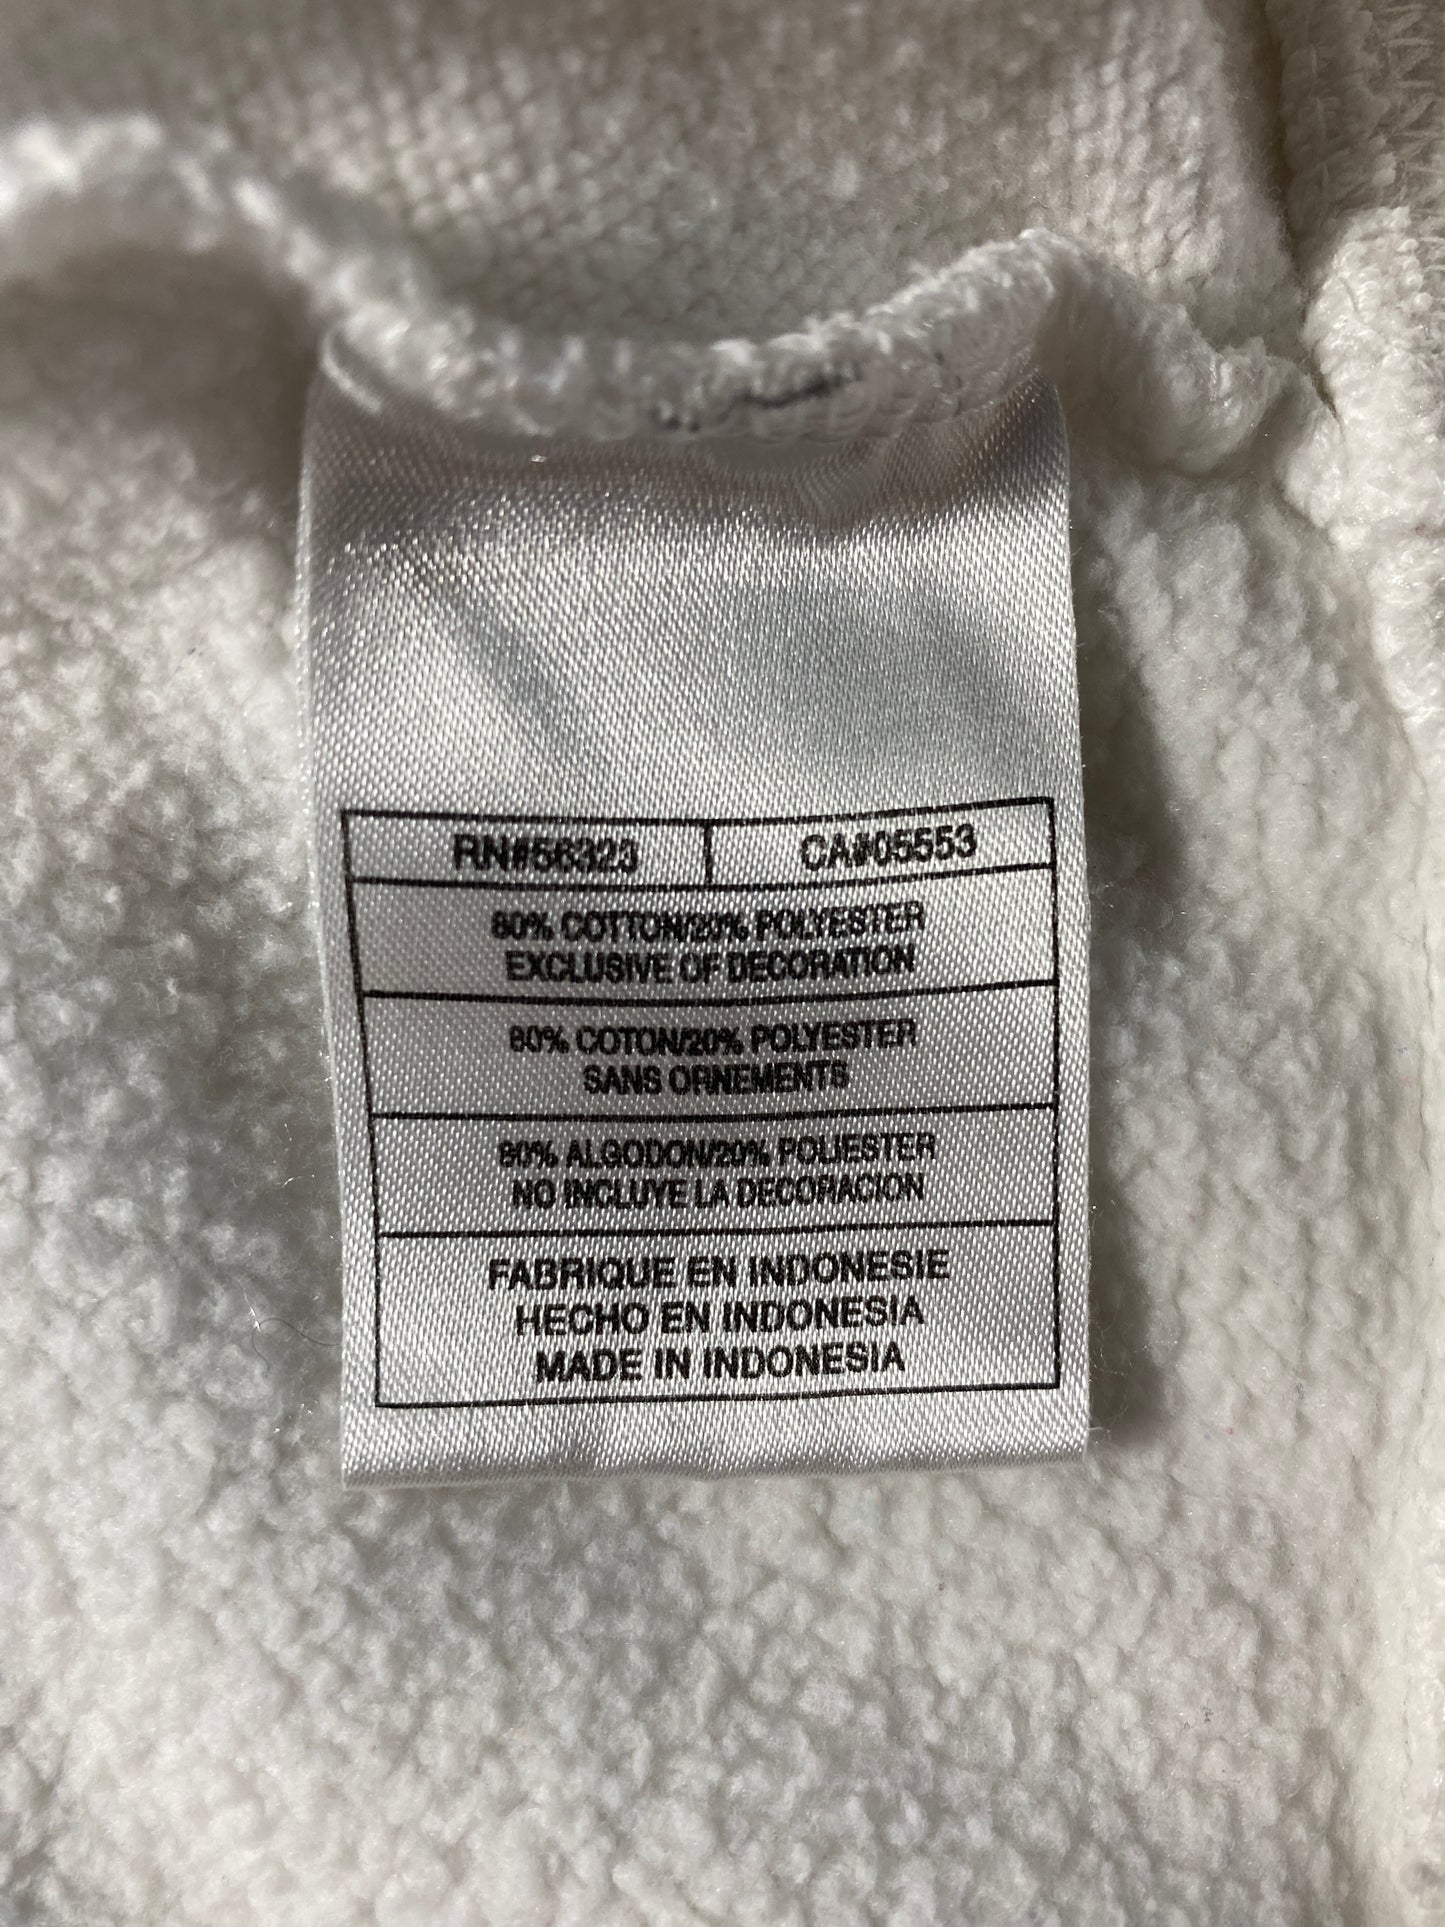 RN#56323
CA#05553
80% COTTON/20% POLYESTER
EXCLUSIVE OF DECORATION
80% COTON/20% POLYESTER
SANS ORNEMENTS
80% ALGODON/20% POLIESTER
NO INCLUYE LA DECORACION
FABRIQUE EN INDONESIE
HECHO EN INDONESIA
MADE IN INDONESIA